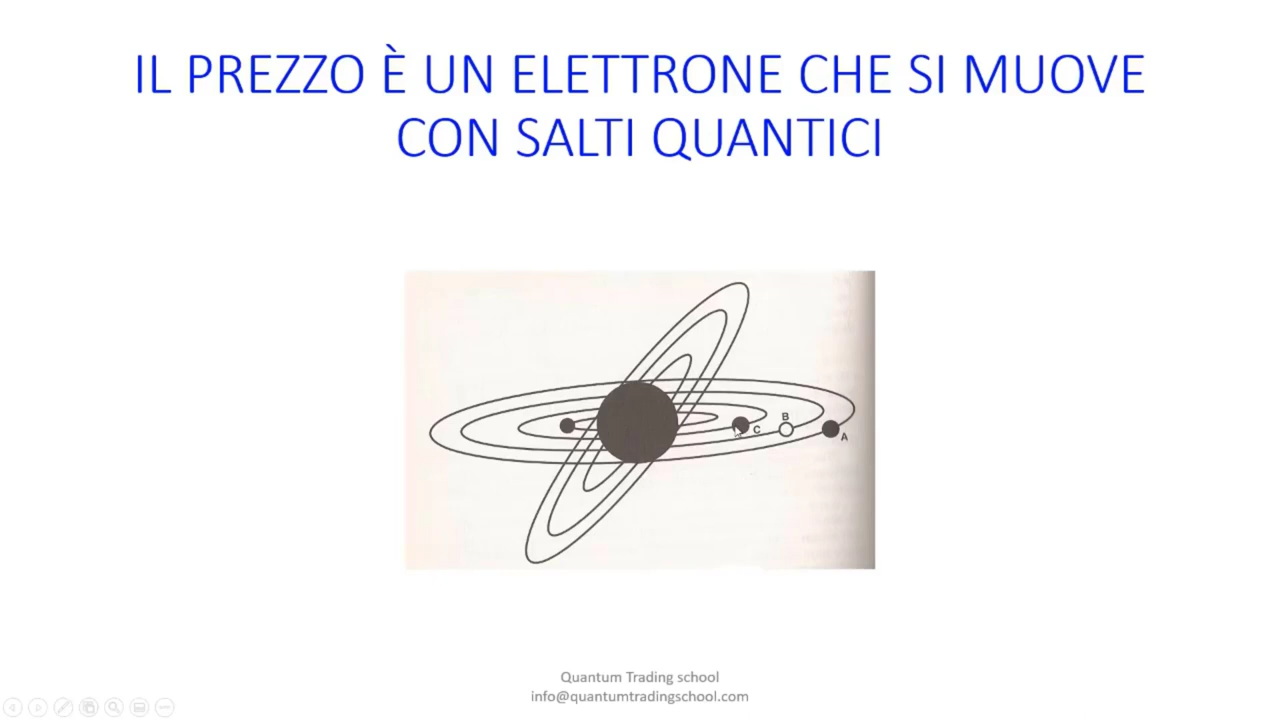 IL PREZZO È UN ELETTRONE CHE SI MUOVE
CON SALTI QUANTICI
B
C
A
Quantum Trading school
info@quantumtradingschool.com